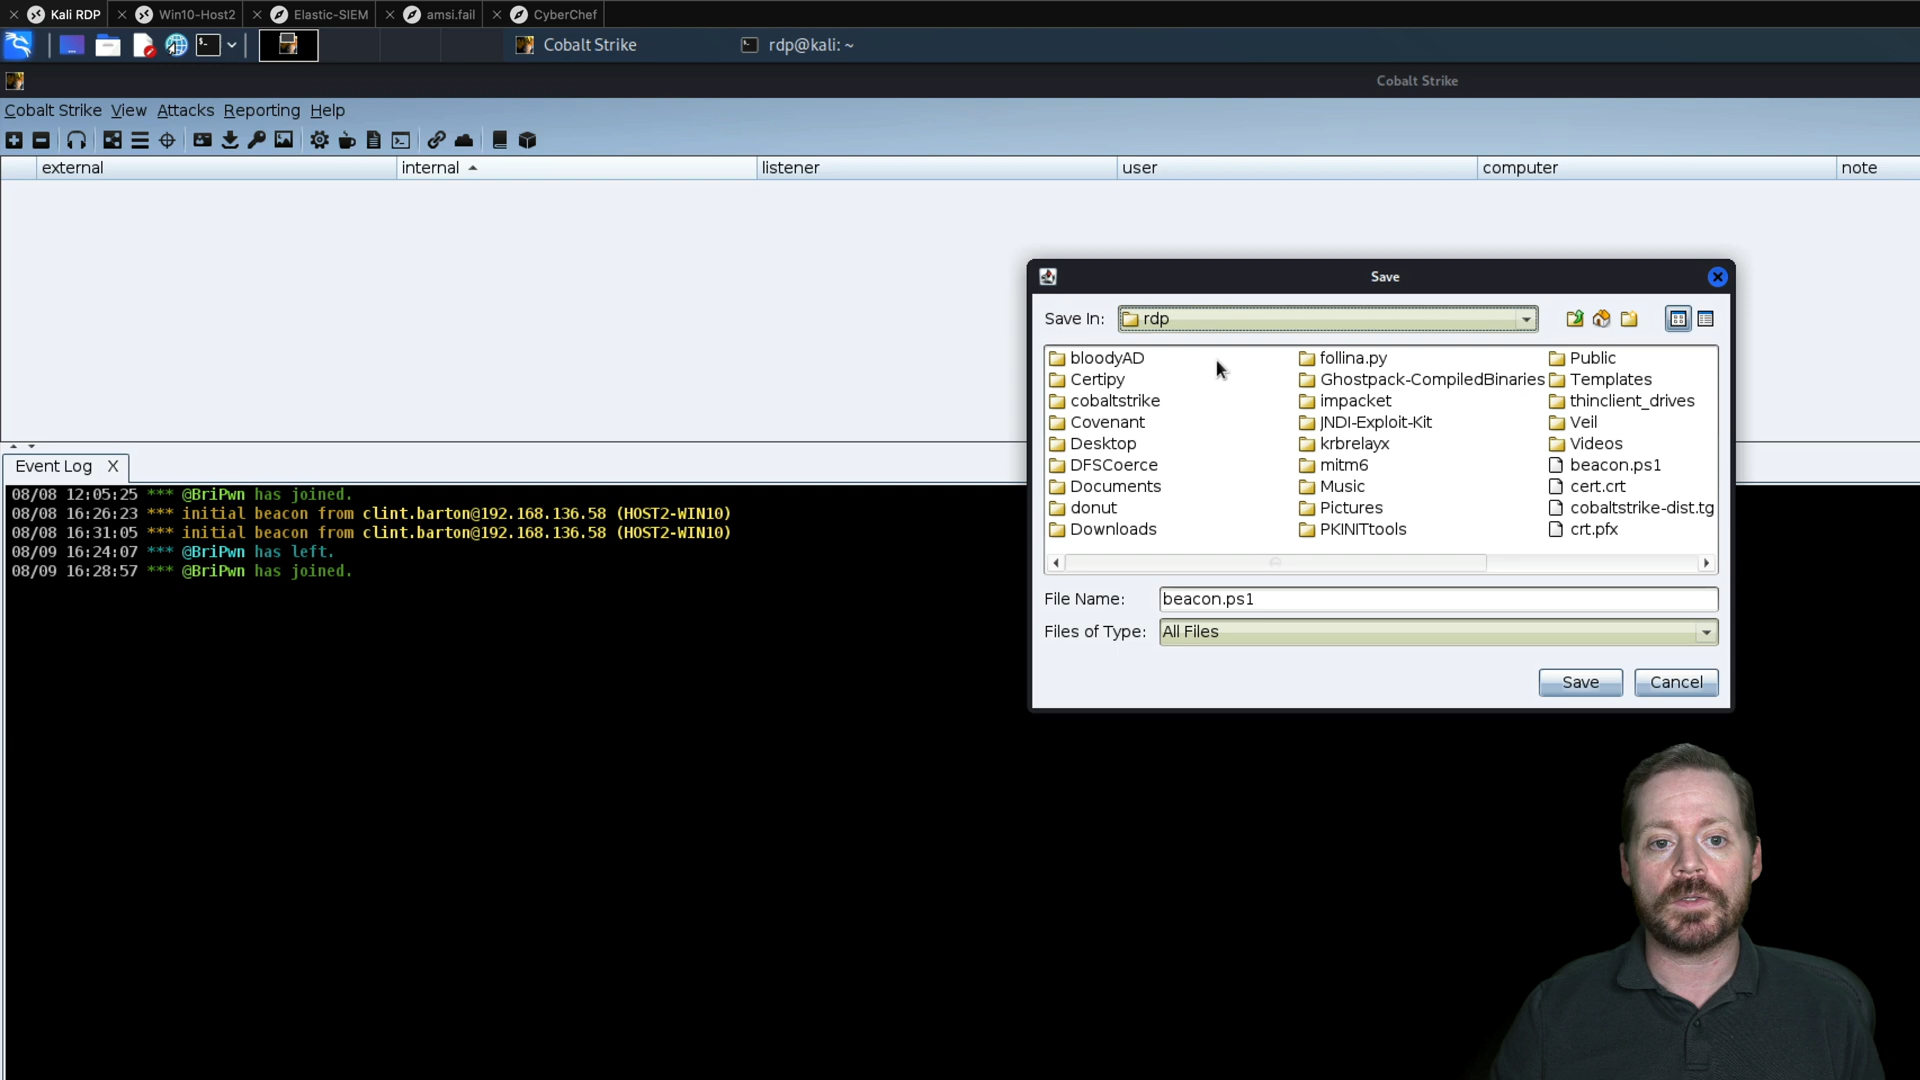 Kali RDP
Win10-Host2
Elastic-SIEM
amsi.fail
CyberChef
Cobalt Strike
rdp@kali: ~
Cobalt Strike
Cobalt Strike View Attacks Reporting Help
external internal listener user computer note
Save
Save In: rdp
bloodyAD
Certipy
cobaltstrike
Covenant
Desktop
DFSCoerce
Documents
donut
Downloads
follina.py
Ghostpack-CompiledBinaries
impacket
JNDI-Exploit-Kit
krbrelayx
mitm6
Music
Pictures
PKINITtools
Public
Templates
thinclient_drives
Veil
Videos
beacon.ps1
cert.crt
cobaltstrike-dist.tg
crt.pfx
File Name: beacon.ps1
Files of Type: All Files
Save Cancel
Event Log X
08/08 12:05:25 *** @BriPwn has joined.
08/08 16:26:23 *** initial beacon from clint.barton@192.168.136.58 (HOST2-WIN10)
08/08 16:31:05 *** initial beacon from clint.barton@192.168.136.58 (HOST2-WIN10)
08/09 16:24:07 *** @BriPwn has left.
08/09 16:28:57 *** @BriPwn has joined.